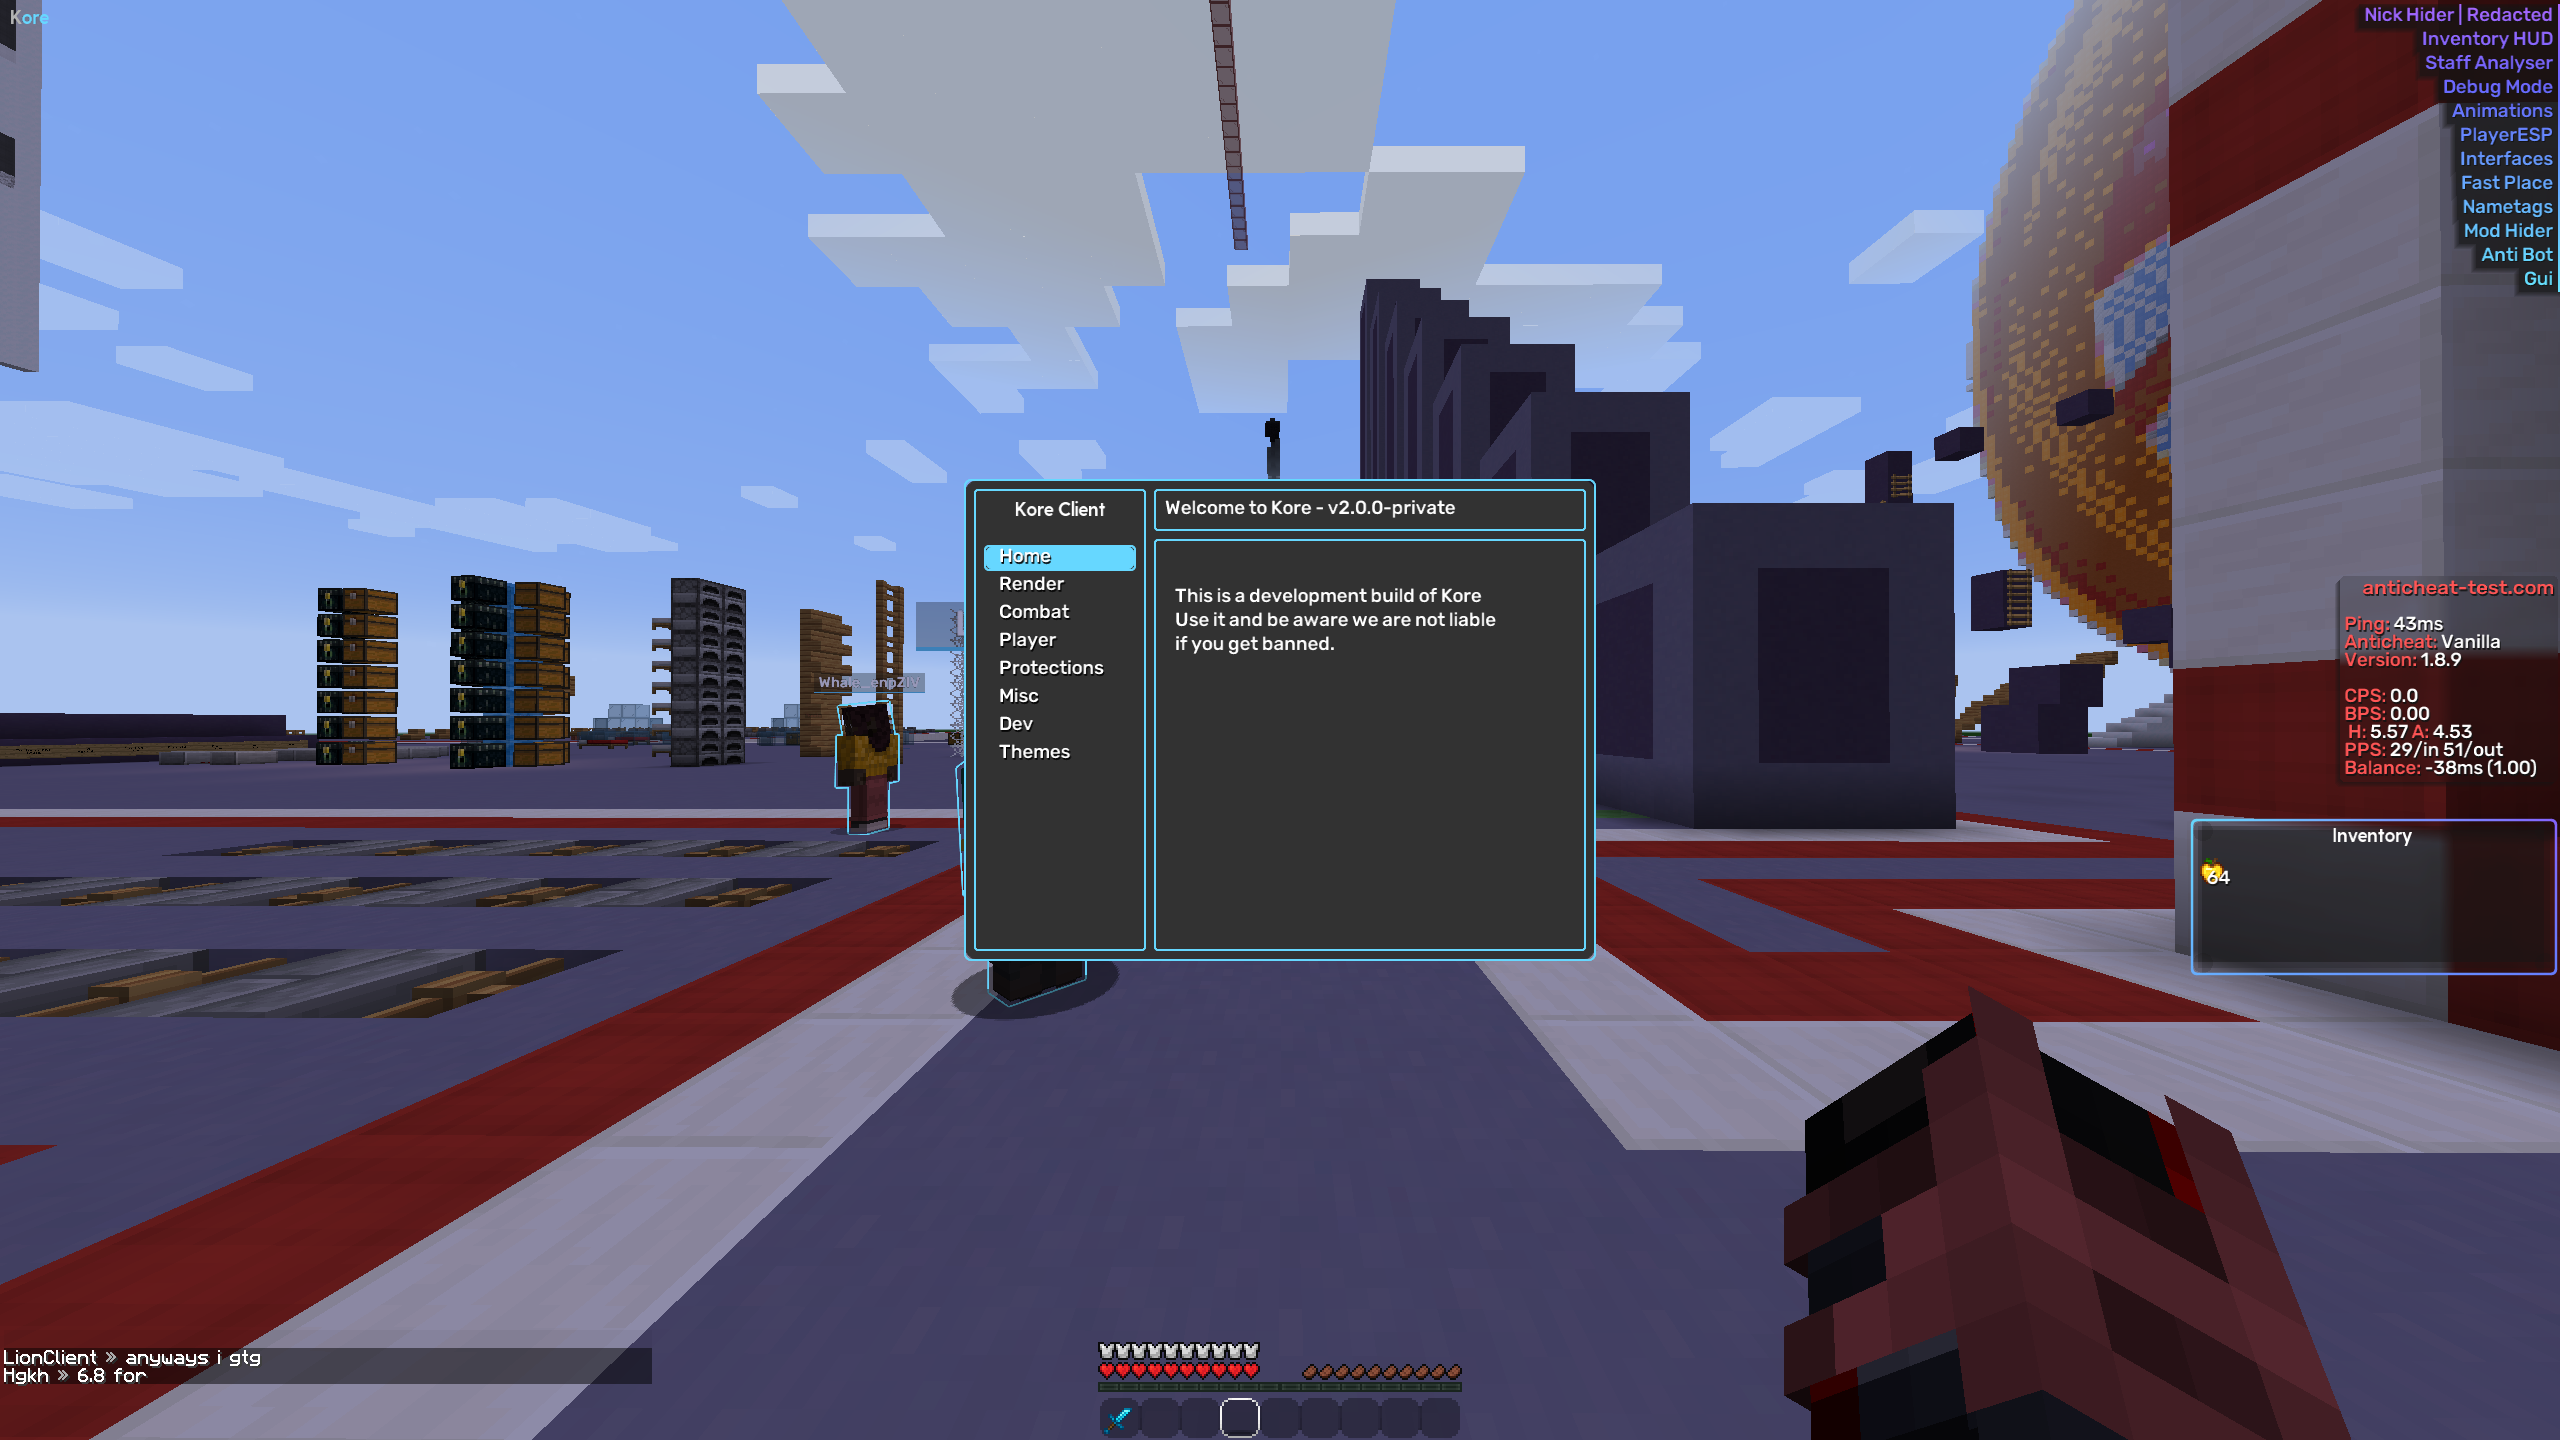 Kore
Nick Hider | Redacted
Inventory HUD
Staff Analyser
Debug Mode
Animations
PlayerESP
Interfaces
Fast Place
Nametags
Mod Hider
Anti Bot
Gui
Kore Client
Home
Render
Combat
Player
Protections
Misc
Dev
Themes
Welcome to Kore - v2.0.0-private
This is a development build of Kore
Use it and be aware we are not liable
if you get banned.
anticheat-test.com
Ping: 43ms
Anticheat: Vanilla
Version: 1.8.9
CPS: 0.0
BPS: 0.00
H: 5.57 A: 4.53
PPS: 29/in 51/out
Balance: -38ms (1.00)
Inventory
64
LionClient » anyways i gtg
Hgkh » 6.8 for